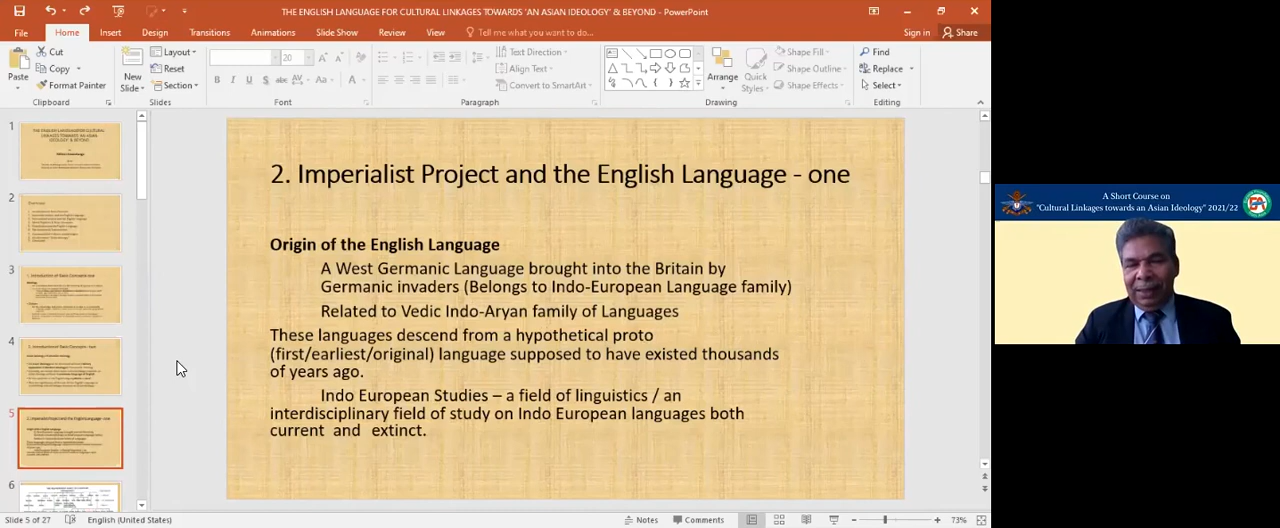 THE ENGLISH LANGUAGE FOR CULTURAL LINKAGES TOWARDS 'AN ASIAN IDEOLOGY' & BEYOND - PowerPoint
File Home Insert Design Transitions Animations Slide Show Review View Tell me what you want to do... Sign in Share
Paste
Cut
Copy
Format Painter
Clipboard
New
Slide
Layout
Reset
Section
Slides
20
Font
Text Direction
Align Text
Convert to SmartArt
Paragraph
Arrange
Quick
Styles
Shape Fill
Shape Outline
Shape Effects
Drawing
Find
Replace
Select
Editing
1
2
3
4
5
6
2. Imperialist Project and the English Language - one
Origin of the English Language
A West Germanic Language brought into the Britain by
Germanic invaders (Belongs to Indo-European Language family)
Related to Vedic Indo-Aryan family of Languages
These languages descend from a hypothetical proto
(first/earliest/original) language supposed to have existed thousands
of years ago.
Indo European Studies – a field of linguistics / an
interdisciplinary field of study on Indo European languages both
current and extinct.
A Short Course on
"Cultural Linkages towards an Asian Ideology" 2021/22
Slide 5 of 27 English (United States) Notes Comments 73%